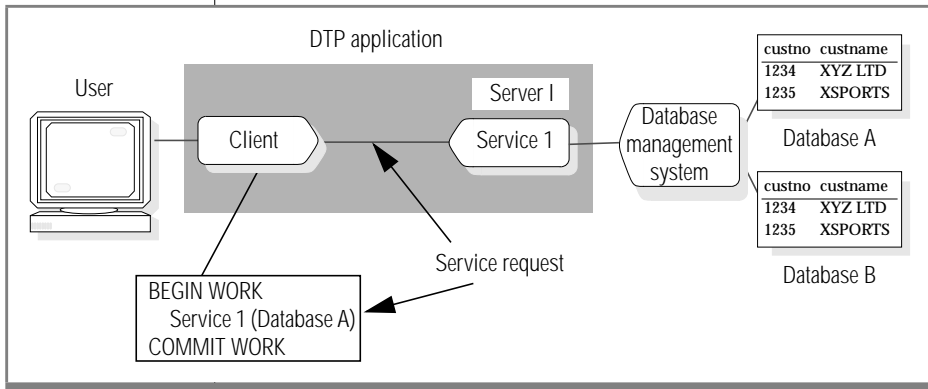 DTP application
User
Server I
Client
Service 1
Database
management
system
custno custname
1234 XYZ LTD
1235 XSPORTS
Database A
custno custname
1234 XYZ LTD
1235 XSPORTS
Database B
Service request
BEGIN WORK
Service 1 (Database A)
COMMIT WORK